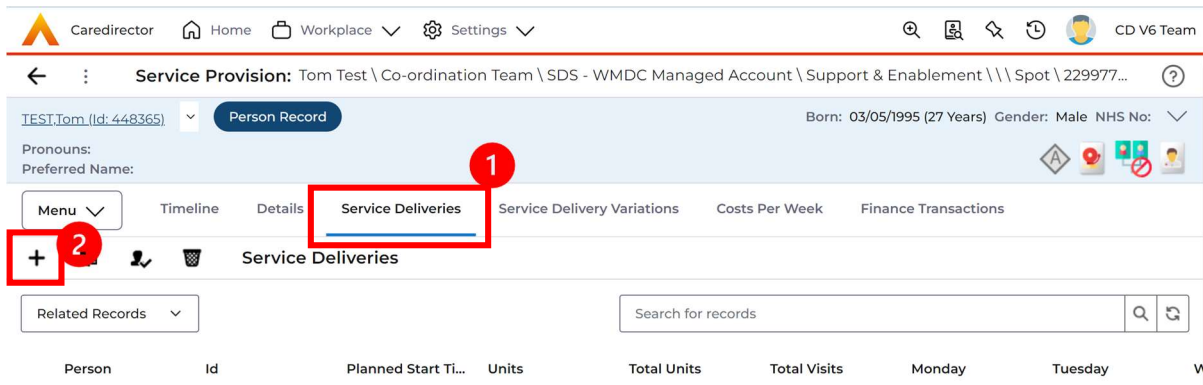 Caredirector Home Workplace Settings CD V6 Team
Service Provision: Tom Test \ Co-ordination Team \ SDS - WMDC Managed Account \ Support & Enablement \ \ \ Spot \ 229977... ?
TEST,Tom (Id: 448365) Person Record Born: 03/05/1995 (27 Years) Gender: Male NHS No:
Pronouns:
Preferred Name:
A
1
Menu Timeline Details Service Deliveries Service Delivery Variations Costs Per Week Finance Transactions
2
+ Service Deliveries
Related Records Search for records
Person Id Planned Start Ti... Units Total Units Total Visits Monday Tuesday W